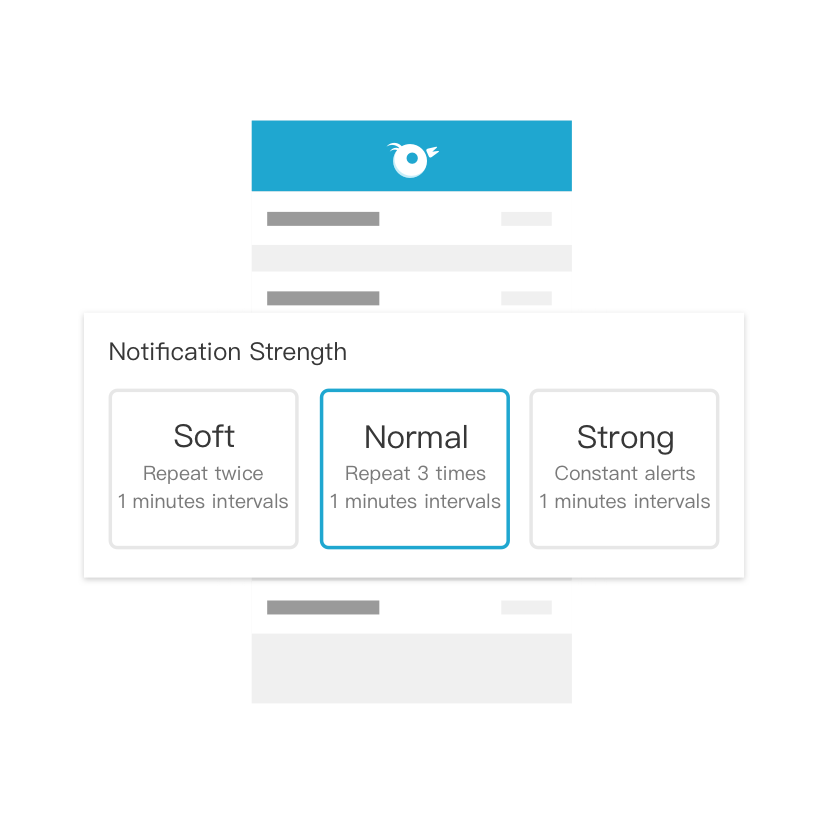 Notification Strength
Soft
Repeat twice
1 minutes intervals
Normal
Repeat 3 times
1 minutes intervals
Strong
Constant alerts
1 minutes intervals